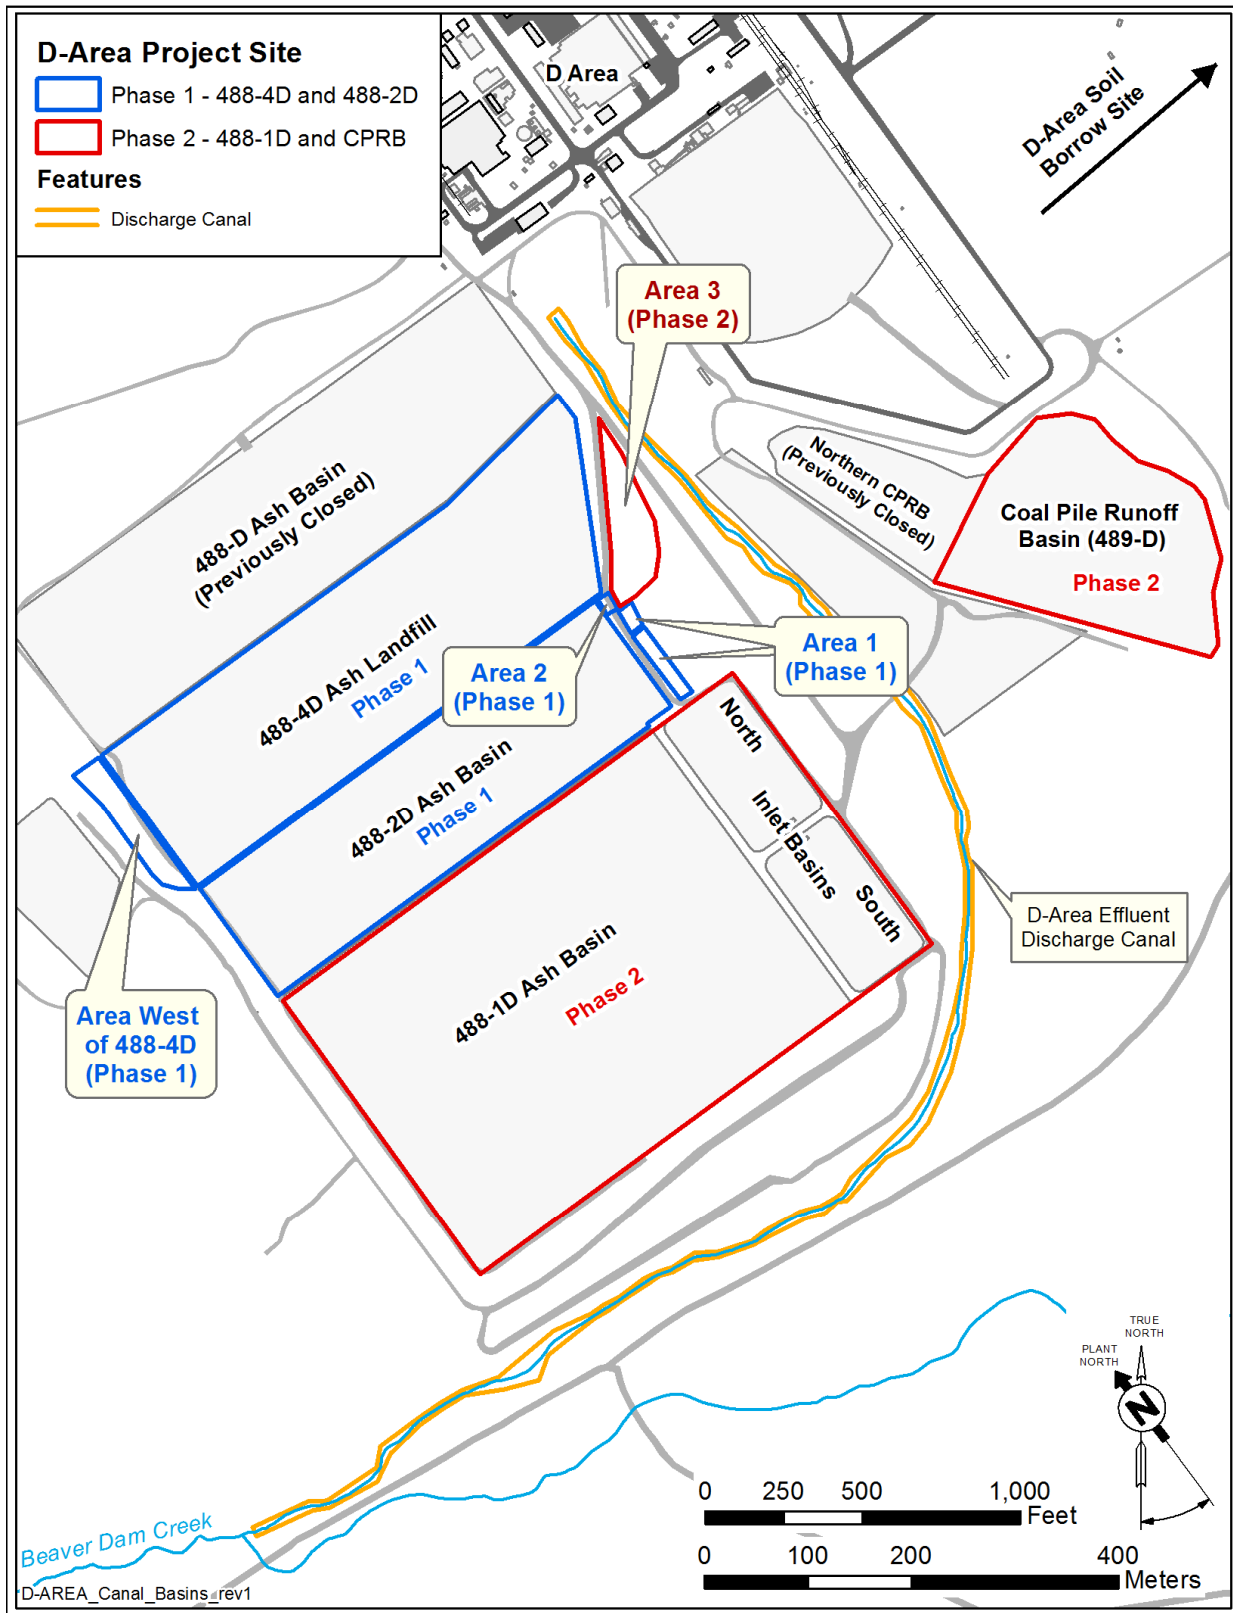 D-Area Project Site
Phase 1 - 488-4D and 488-2D
Phase 2 - 488-1D and CPRB
Features
Discharge Canal
D Area
D-Area Soil
Borrow Site
Area 3
(Phase 2)
488-D Ash Basin
(Previously Closed)
Northern CPRB
(Previously Closed)
Coal Pile Runoff
Basin (489-D)
Phase 2
488-4D Ash Landfill
Phase 1
Area 2
(Phase 1)
Area 1
(Phase 1)
488-2D Ash Basin
Phase 1
North
Inlet Basins
South
D-Area Effluent
Discharge Canal
488-1D Ash Basin
Phase 2
Area West
of 488-4D
(Phase 1)
TRUE
NORTH
PLANT
NORTH
N
0 250 500 1,000
Feet
0 100 200 400
Meters
Beaver Dam Creek
D-AREA_Canal_Basins_rev1